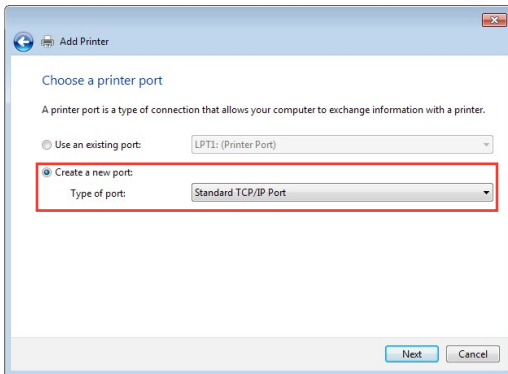 Add Printer
Choose a printer port
A printer port is a type of connection that allows your computer to exchange information with a printer.
Use an existing port: LPT1: (Printer Port)
Create a new port:
Type of port: Standard TCP/IP Port
Next Cancel